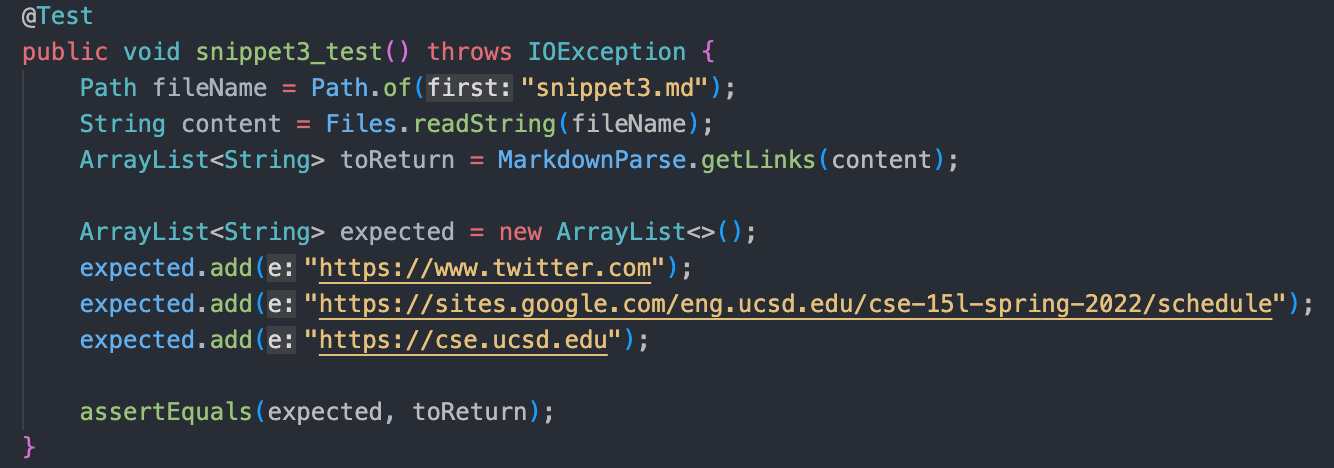 @Test
public void snippet3_test() throws IOException {
    Path fileName = Path.of(first: "snippet3.md");
    String content = Files.readString(fileName);
    ArrayList<String> toReturn = MarkdownParse.getLinks(content);

    ArrayList<String> expected = new ArrayList<>();
    expected.add(e: "https://www.twitter.com");
    expected.add(e: "https://sites.google.com/eng.ucsd.edu/cse-15l-spring-2022/schedule");
    expected.add(e: "https://cse.ucsd.edu");

    assertEquals(expected, toReturn);
}